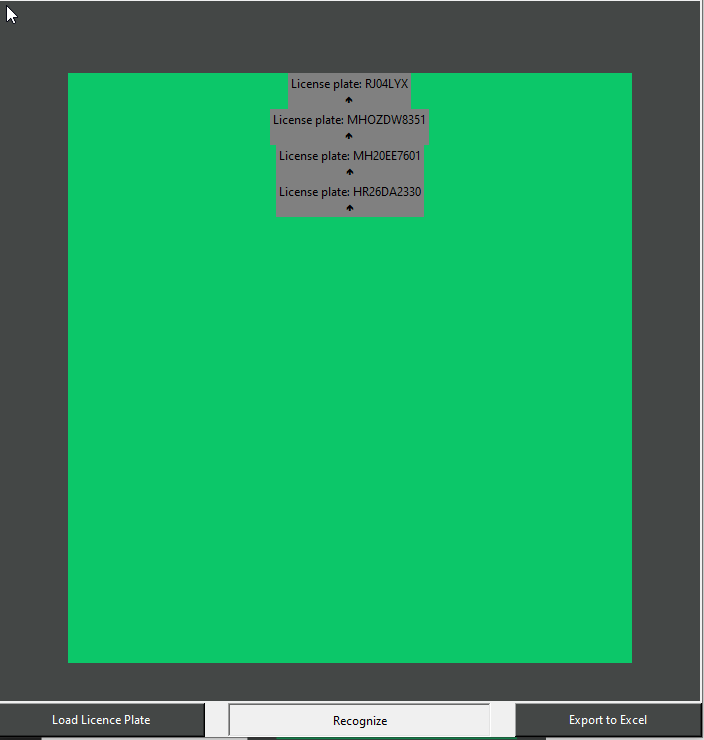 License plate: RJ04LYX
License plate: MHOZDW8351
License plate: MH20EE7601
License plate: HR26DA2330
Load Licence Plate
Recognize
Export to Excel